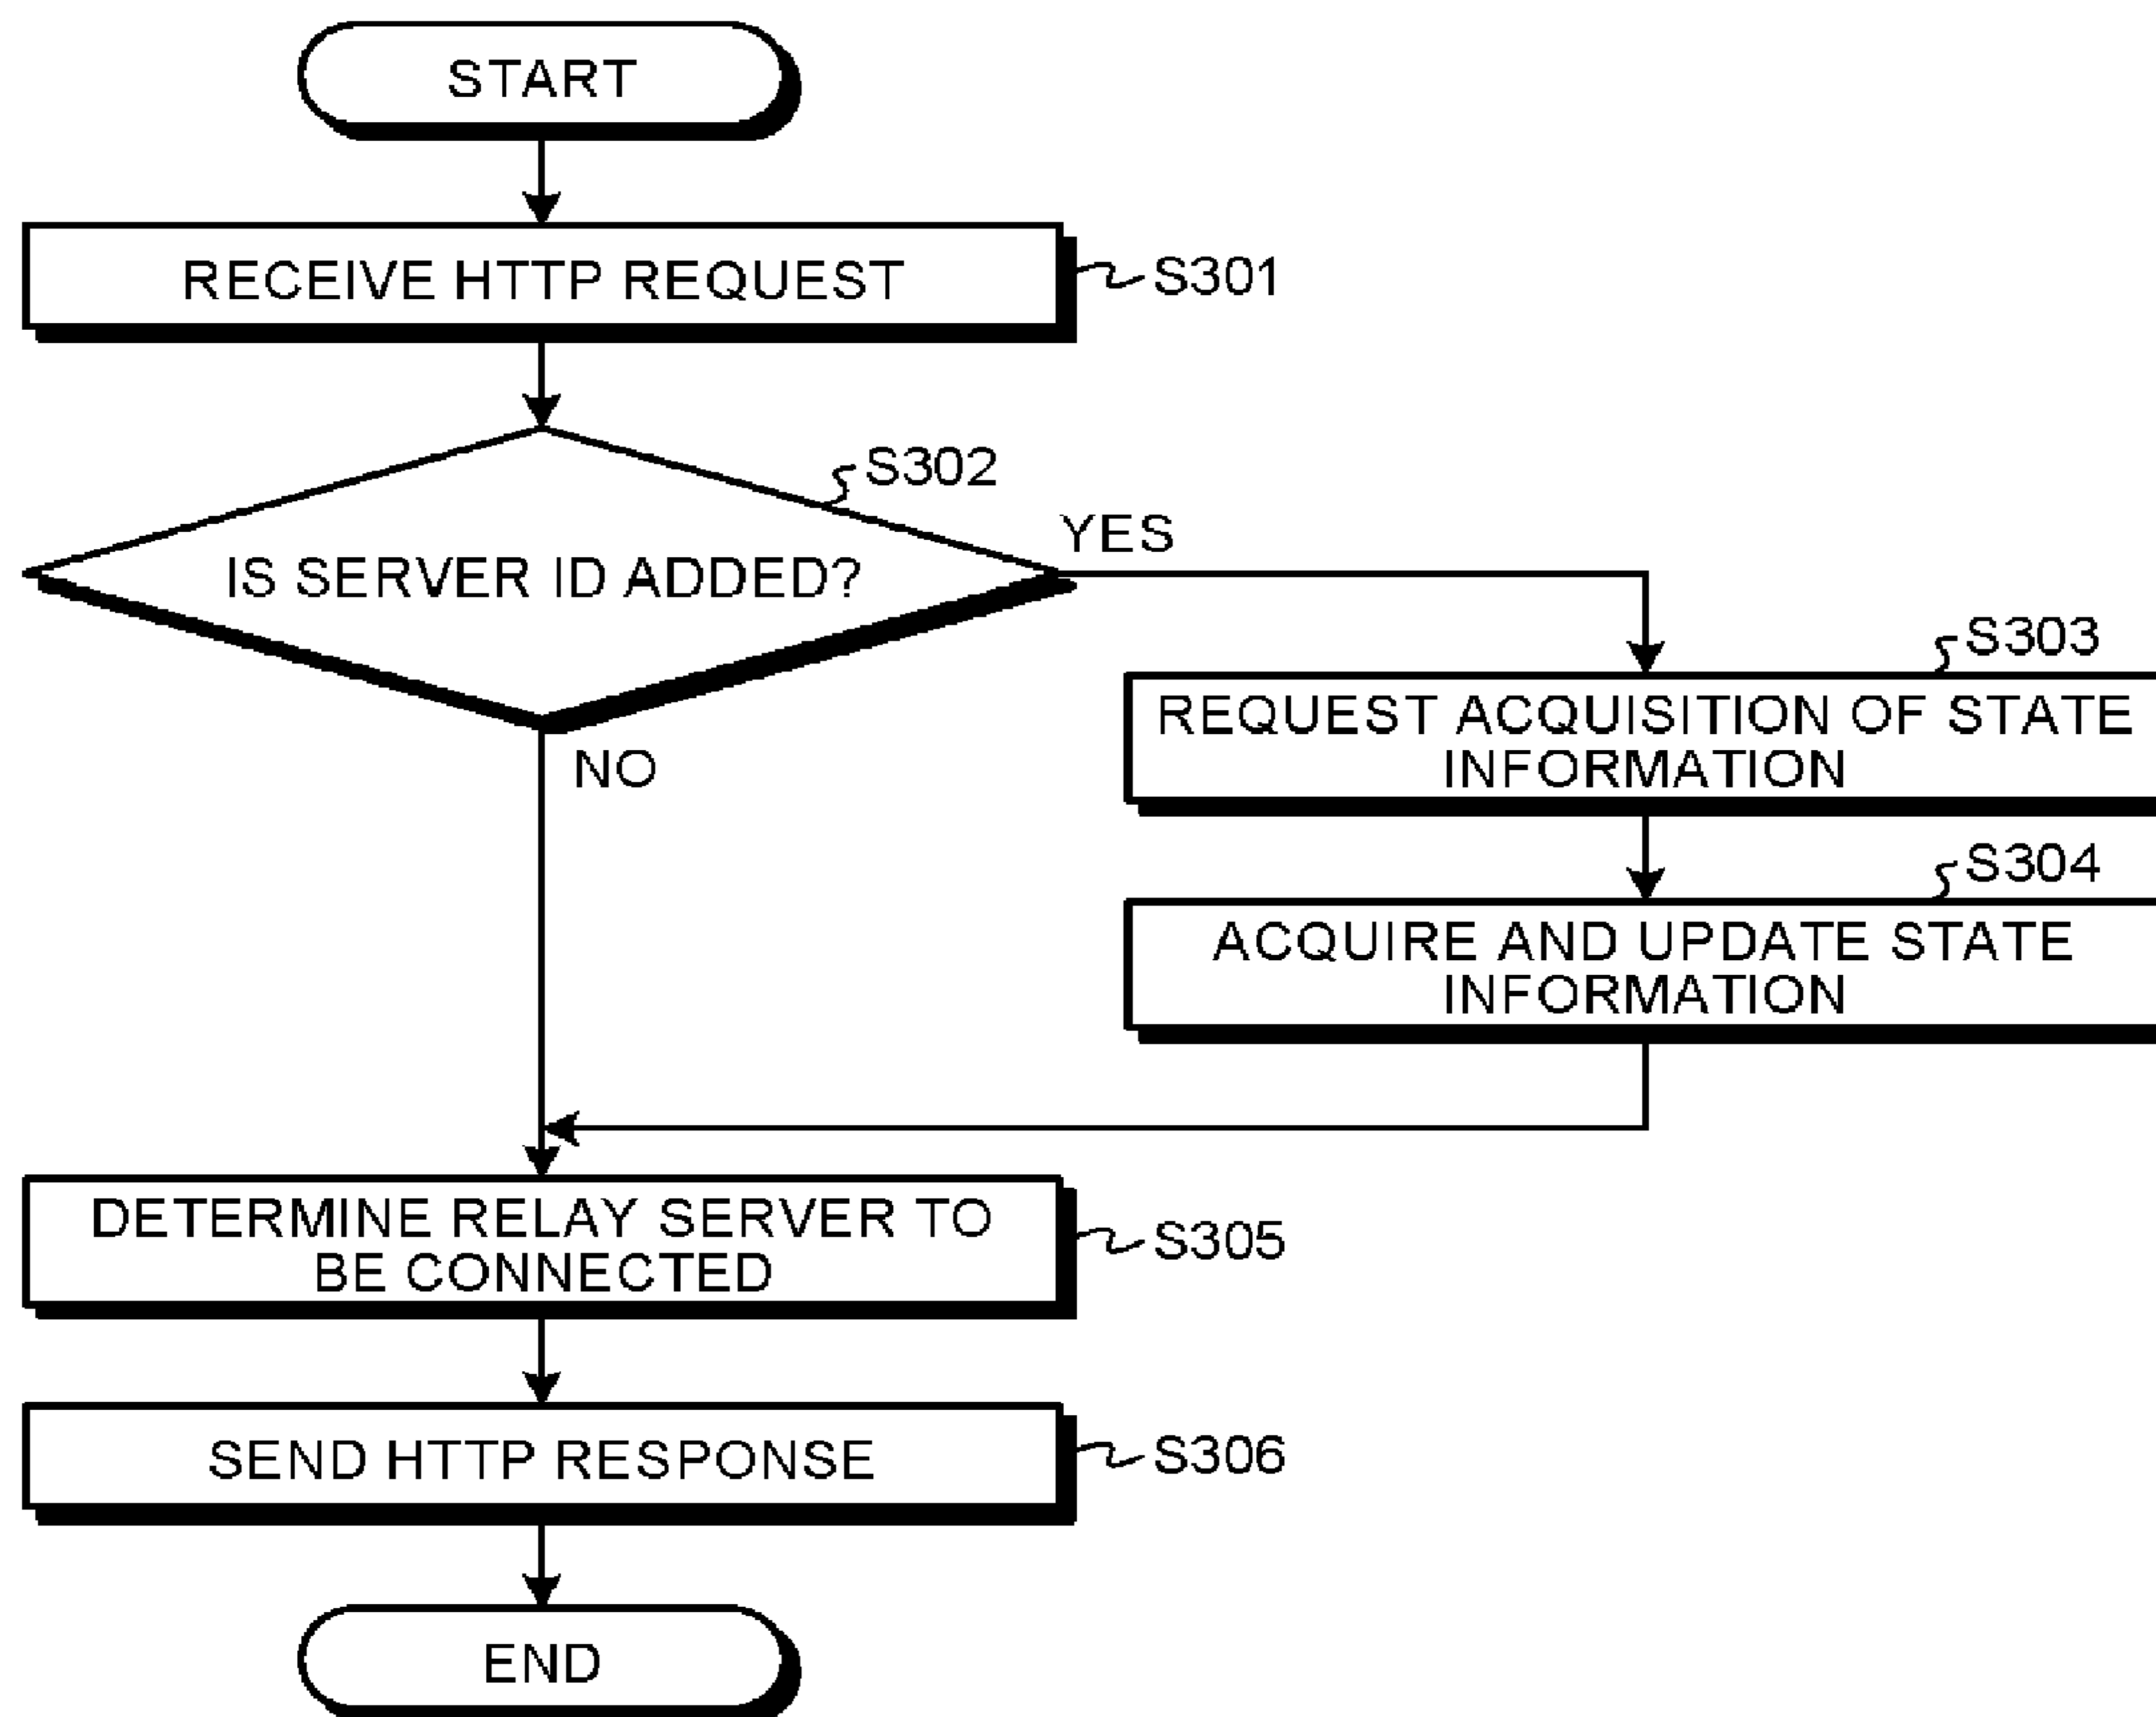 START
RECEIVE HTTP REQUEST
S301
S302
IS SERVER ID ADDED?
YES
NO
S303
REQUEST ACQUISITION OF STATE
INFORMATION
S304
ACQUIRE AND UPDATE STATE
INFORMATION
DETERMINE RELAY SERVER TO
BE CONNECTED
S305
SEND HTTP RESPONSE
S306
END